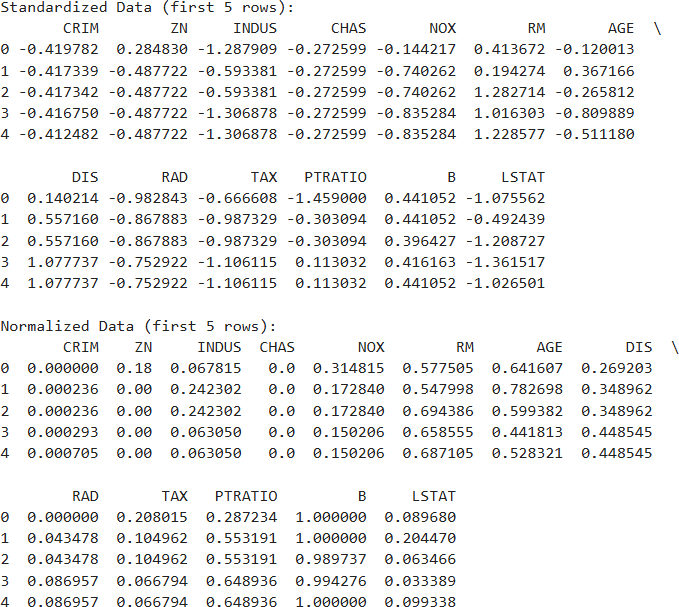 Standardized Data (first 5 rows):
       CRIM        ZN     INDUS      CHAS       NOX        RM       AGE  \
0 -0.419782  0.284830 -1.287909 -0.272599 -0.144217  0.413672 -0.120013
1 -0.417339 -0.487722 -0.593381 -0.272599 -0.740262  0.194274  0.367166
2 -0.417342 -0.487722 -0.593381 -0.272599 -0.740262  1.282714 -0.265812
3 -0.416750 -0.487722 -1.306878 -0.272599 -0.835284  1.016303 -0.809889
4 -0.412482 -0.487722 -1.306878 -0.272599 -0.835284  1.228577 -0.511180
        DIS       RAD       TAX   PTRATIO         B     LSTAT
0  0.140214 -0.982843 -0.666608 -1.459000  0.441052 -1.075562
1  0.557160 -0.867883 -0.987329 -0.303094  0.441052 -0.492439
2  0.557160 -0.867883 -0.987329 -0.303094  0.396427 -1.208727
3  1.077737 -0.752922 -1.106115  0.113032  0.416163 -1.361517
4  1.077737 -0.752922 -1.106115  0.113032  0.441052 -1.026501
Normalized Data (first 5 rows):
       CRIM    ZN     INDUS  CHAS       NOX        RM       AGE       DIS  \
0  0.000000  0.18  0.067815   0.0  0.314815  0.577505  0.641607  0.269203
1  0.000236  0.00  0.242302   0.0  0.172840  0.547998  0.782698  0.348962
2  0.000236  0.00  0.242302   0.0  0.172840  0.694386  0.599382  0.348962
3  0.000293  0.00  0.063050   0.0  0.150206  0.658555  0.441813  0.448545
4  0.000705  0.00  0.063050   0.0  0.150206  0.687105  0.528321  0.448545
        RAD       TAX   PTRATIO         B     LSTAT
0  0.000000  0.208015  0.287234  1.000000  0.089680
1  0.043478  0.104962  0.553191  1.000000  0.204470
2  0.043478  0.104962  0.553191  0.989737  0.063466
3  0.086957  0.066794  0.648936  0.994276  0.033389
4  0.086957  0.066794  0.648936  1.000000  0.099338